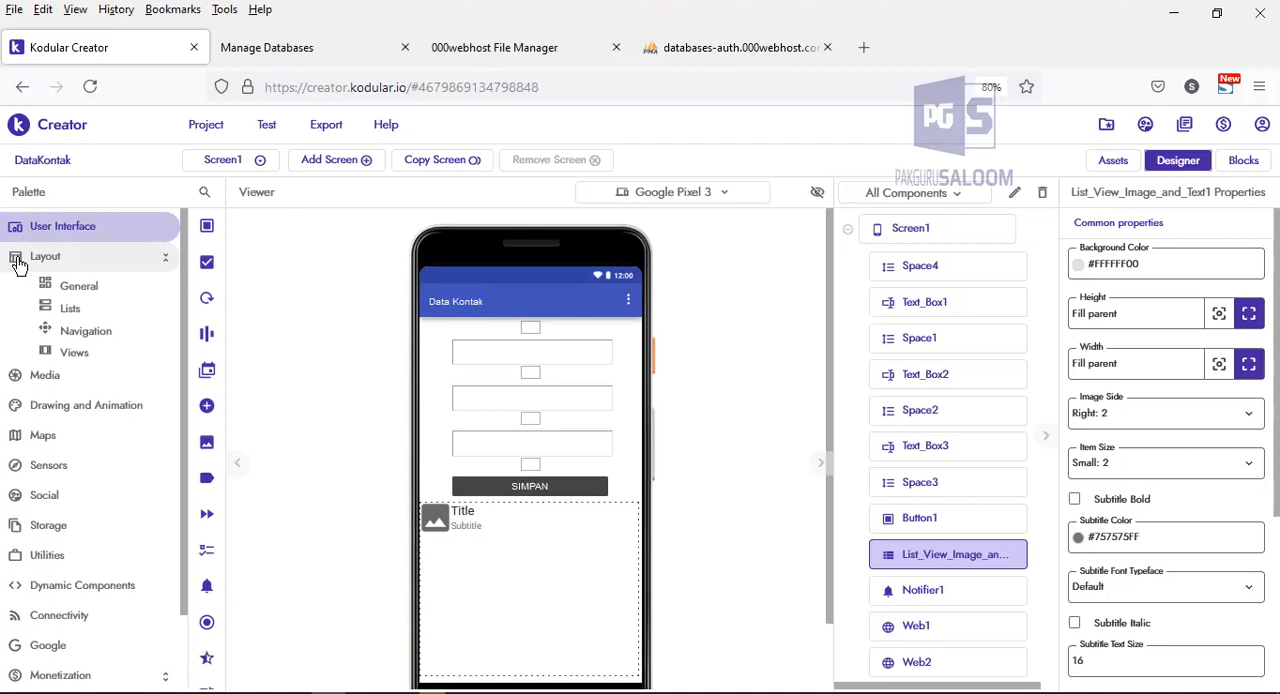 File Edit View History Bookmarks Tools Help
Kodular Creator
Manage Databases
000webhost File Manager
databases-auth.000webhost.com
https://creator.kodular.io/#4679869134798848
80%
New
S
PG S
PAKGURUSALOOM
Creator
Project Test Export Help
DataKontak
Screen1
Add Screen
Copy Screen
Remove Screen
Assets
Designer
Blocks
Palette
User Interface
Layout
General
Lists
Navigation
Views
Media
Drawing and Animation
Maps
Sensors
Social
Storage
Utilities
Dynamic Components
Connectivity
Google
Monetization
Viewer
Google Pixel 3
12:00
Data Kontak
SIMPAN
Title
Subtitle
All Components
Screen1
Space4
Text_Box1
Space1
Text_Box2
Space2
Text_Box3
Space3
Button1
List_View_Image_an...
Notifier1
Web1
Web2
List_View_Image_and_Text1 Properties
Common properties
Background Color
#FFFFFF00
Height
Fill parent
Width
Fill parent
Image Side
Right: 2
Item Size
Small: 2
Subtitle Bold
Subtitle Color
#757575FF
Subtitle Font Typeface
Default
Subtitle Italic
Subtitle Text Size
16